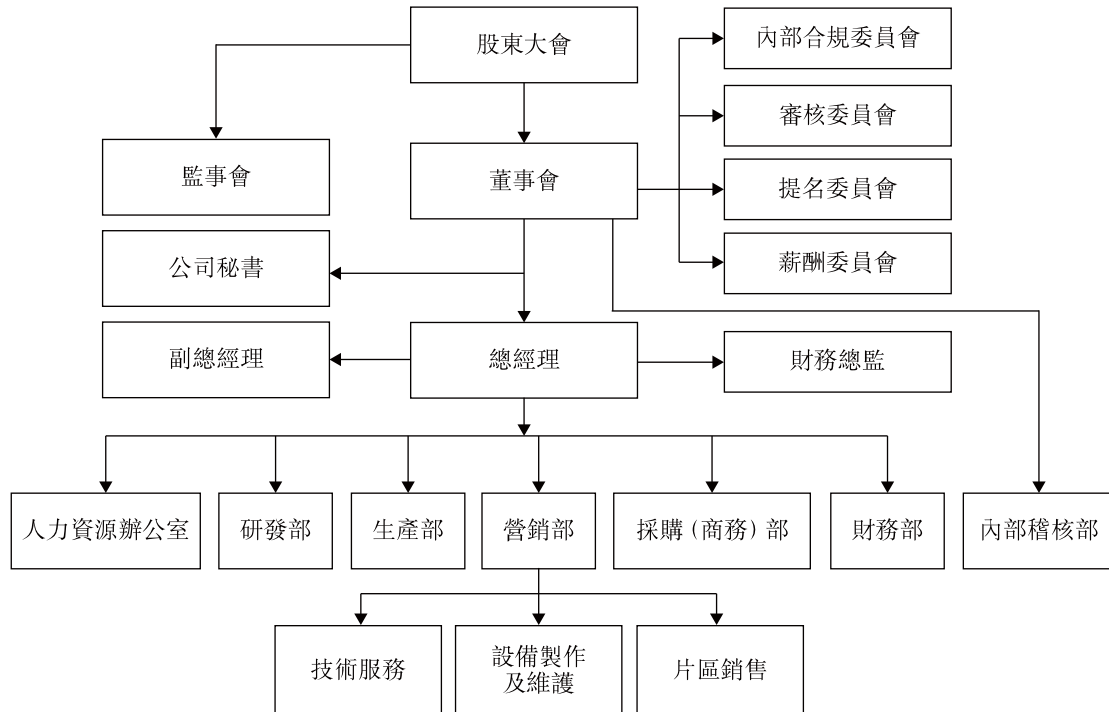 股東大會
內部合規委員會
審核委員會
監事會
董事會
提名委員會
公司秘書
薪酬委員會
副總經理
總經理
財務總監
人力資源辦公室
研發部
生產部
營銷部
採購(商務)部
財務部
內部稽核部
技術服務
設備製作
及維護
片區銷售